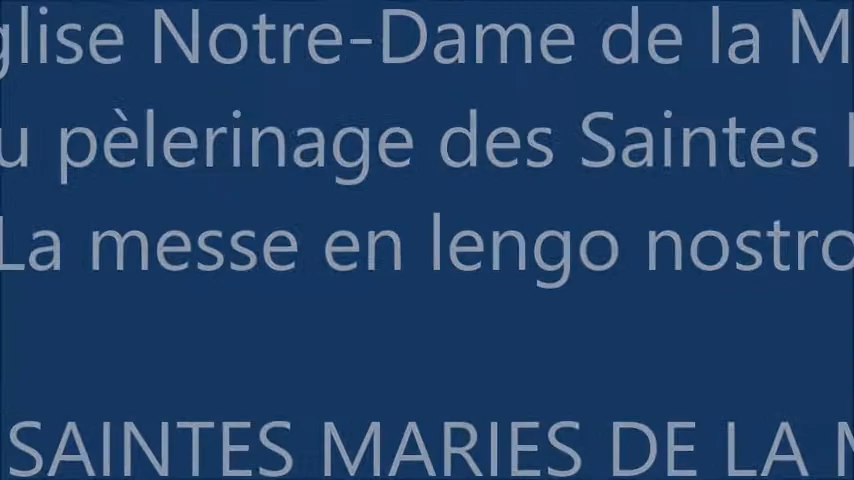 glise Notre-Dame de la M
u pèlerinage des Saintes
La messe en lengo nostro
SAINTES MARIES DE LA M